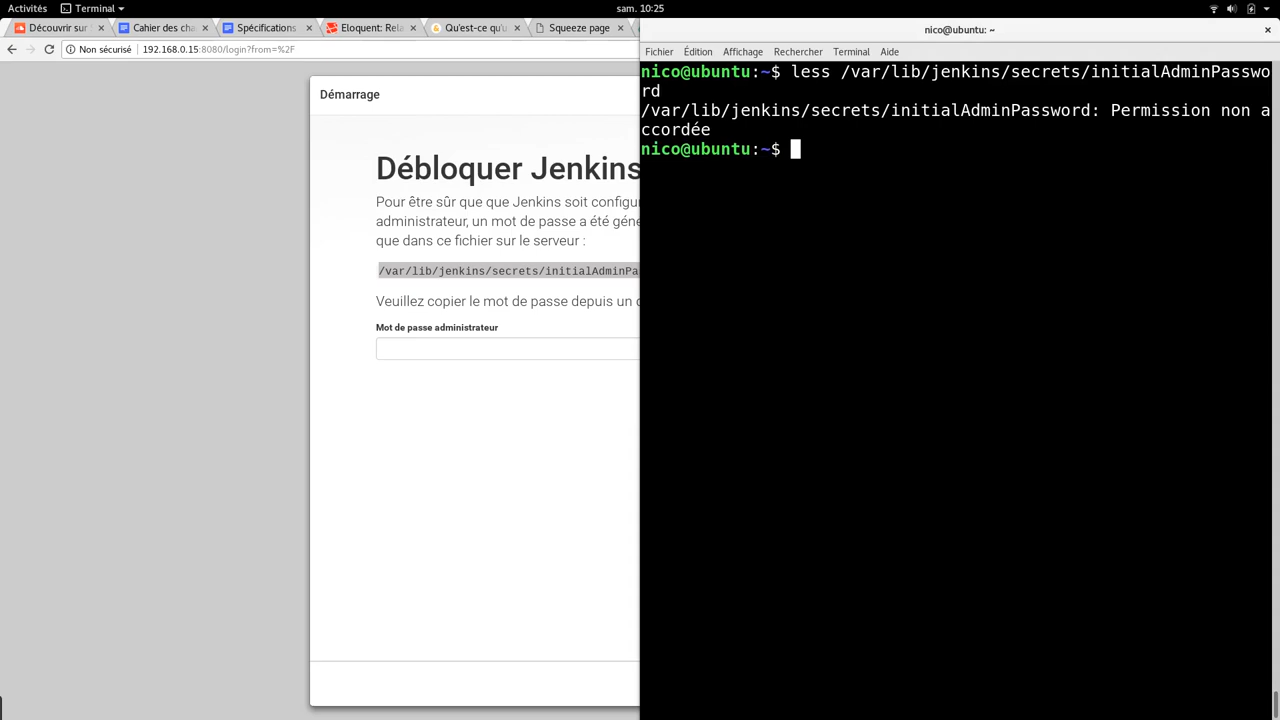 Activités
Terminal
sam. 10:25
Découvrir sur
Cahier des cha
Spécifications
Eloquent: Rela
Qu'est-ce qu'u
Squeeze page
nico@ubuntu: ~
Non sécurisé 192.168.0.15:8080/login?from=%2F
Fichier Édition Affichage Rechercher Terminal Aide
Démarrage
Débloquer Jenkins
Pour être sûr que que Jenkins soit configu
administrateur, un mot de passe a été géné
que dans ce fichier sur le serveur :
/var/lib/jenkins/secrets/initialAdminPa
Veuillez copier le mot de passe depuis un
Mot de passe administrateur
nico@ubuntu:~$ less /var/lib/jenkins/secrets/initialAdminPasswo
rd
/var/lib/jenkins/secrets/initialAdminPassword: Permission non a
ccordée
nico@ubuntu:~$